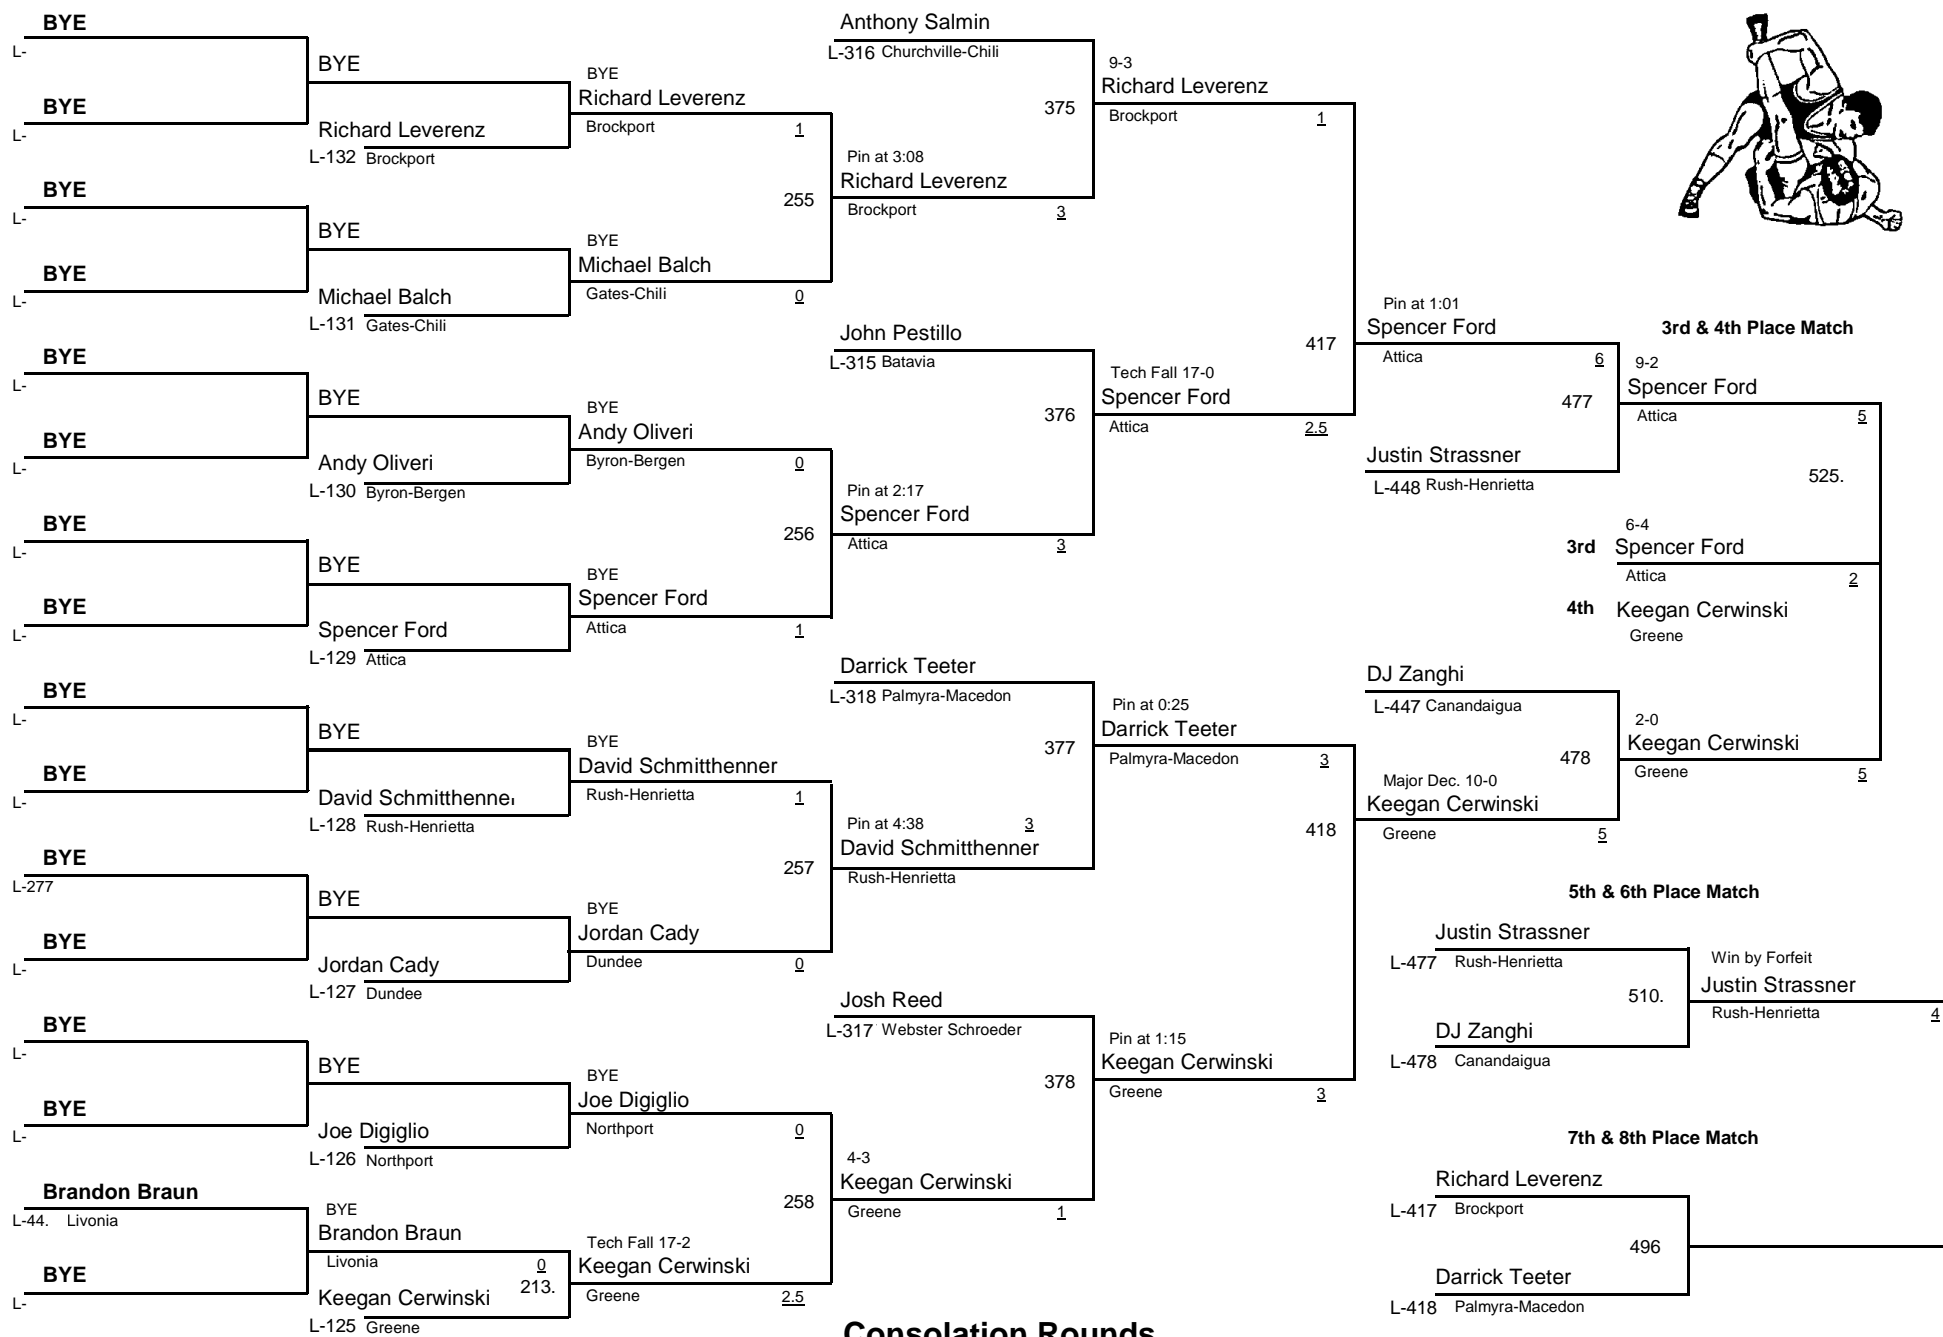 BYE
L-
BYE
L-
BYE
L-
BYE
L-
BYE
L-
BYE
L-
BYE
L-
BYE
L-
BYE
L-
BYE
L-
BYE
L-277
BYE
L-
BYE
L-
BYE
L-
Brandon Braun
L-44. Livonia
BYE
L-
BYE
Richard Leverenz
L-132 Brockport
BYE
Michael Balch
L-131 Gates-Chili
BYE
Andy Oliveri
L-130 Byron-Bergen
BYE
Spencer Ford
L-129 Attica
BYE
David Schmitthenner
L-128 Rush-Henrietta
BYE
Jordan Cady
L-127 Dundee
BYE
Joe Digiglio
L-126 Northport
BYE
Brandon Braun
Livonia 0
213.
Keegan Cerwinski
L-125 Greene
BYE
Richard Leverenz
Brockport 1
255
BYE
Michael Balch
Gates-Chili 0
BYE
Andy Oliveri
Byron-Bergen 0
256
BYE
Spencer Ford
Attica 1
BYE
David Schmitthenner
Rush-Henrietta 1
257
BYE
Jordan Cady
Dundee 0
BYE
Joe Digiglio
Northport 0
258
Tech Fall 17-2
Keegan Cerwinski
Greene 2.5
Anthony Salmin
L-316 Churchville-Chili
375
Pin at 3:08
Richard Leverenz
Brockport 3
John Pestillo
L-315 Batavia
376
Pin at 2:17
Spencer Ford
Attica 3
Darrick Teeter
L-318 Palmyra-Macedon
377
Pin at 4:38 3
David Schmitthenner
Rush-Henrietta
Josh Reed
L-317 Webster Schroeder
378
4-3
Keegan Cerwinski
Greene 1
9-3
Richard Leverenz
Brockport 1
417
Tech Fall 17-0
Spencer Ford
Attica 2.5
Pin at 0:25
Darrick Teeter
Palmyra-Macedon 3
418
Pin at 1:15
Keegan Cerwinski
Greene 3
Pin at 1:01
Spencer Ford
Attica 6
477
Justin Strassner
L-448 Rush-Henrietta
DJ Zanghi
L-447 Canandaigua
478
Major Dec. 10-0
Keegan Cerwinski
Greene 5
3rd & 4th Place Match
9-2
Spencer Ford
Attica 5
525.
6-4
3rd Spencer Ford
Attica 2
4th Keegan Cerwinski
Greene
2-0
Keegan Cerwinski
Greene 5
5th & 6th Place Match
Justin Strassner
L-477 Rush-Henrietta
510.
DJ Zanghi
L-478 Canandaigua
Win by Forfeit
Justin Strassner
Rush-Henrietta 4
7th & 8th Place Match
Richard Leverenz
L-417 Brockport
496
Darrick Teeter
L-418 Palmyra-Macedon
Consolation Rounds